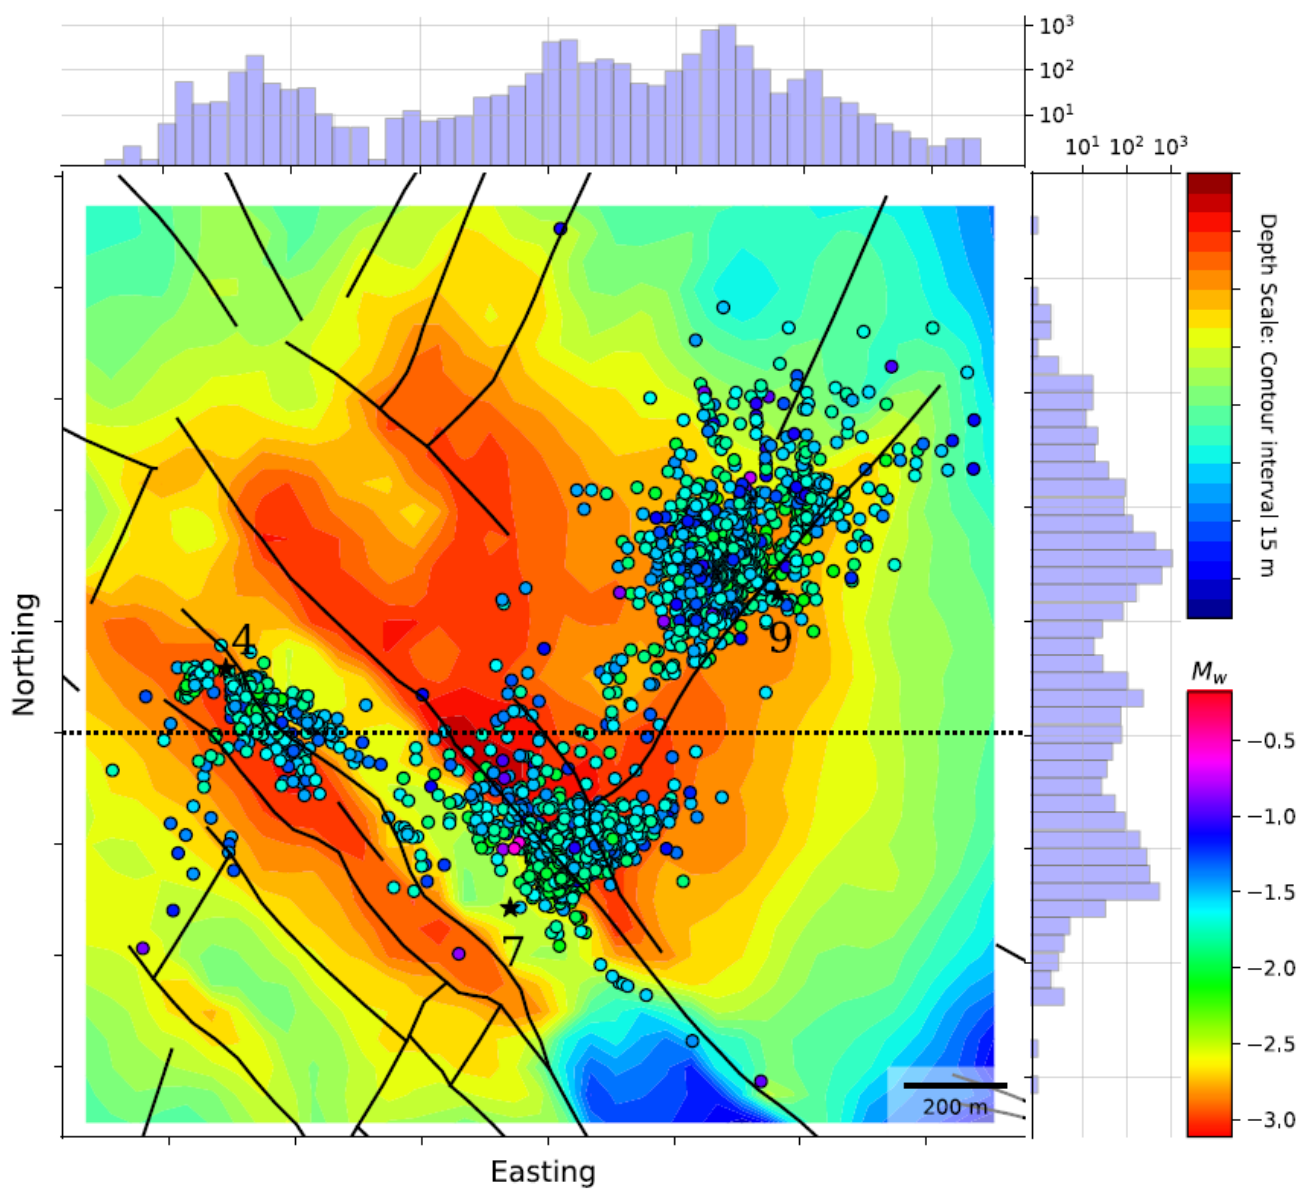 10³
10²
10¹
10¹ 10² 10³
Depth Scale: Contour interval 15 m
4
9
7
Northing
M_w
−0.5
−1.0
−1.5
−2.0
−2.5
−3.0
200 m
Easting